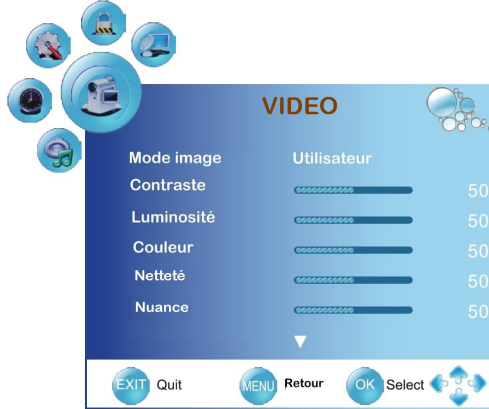 VIDEO
Mode image Utilisateur
Contraste 50
Luminosité 50
Couleur 50
Netteté 50
Nuance 50
EXIT Quit MENU Retour OK Select